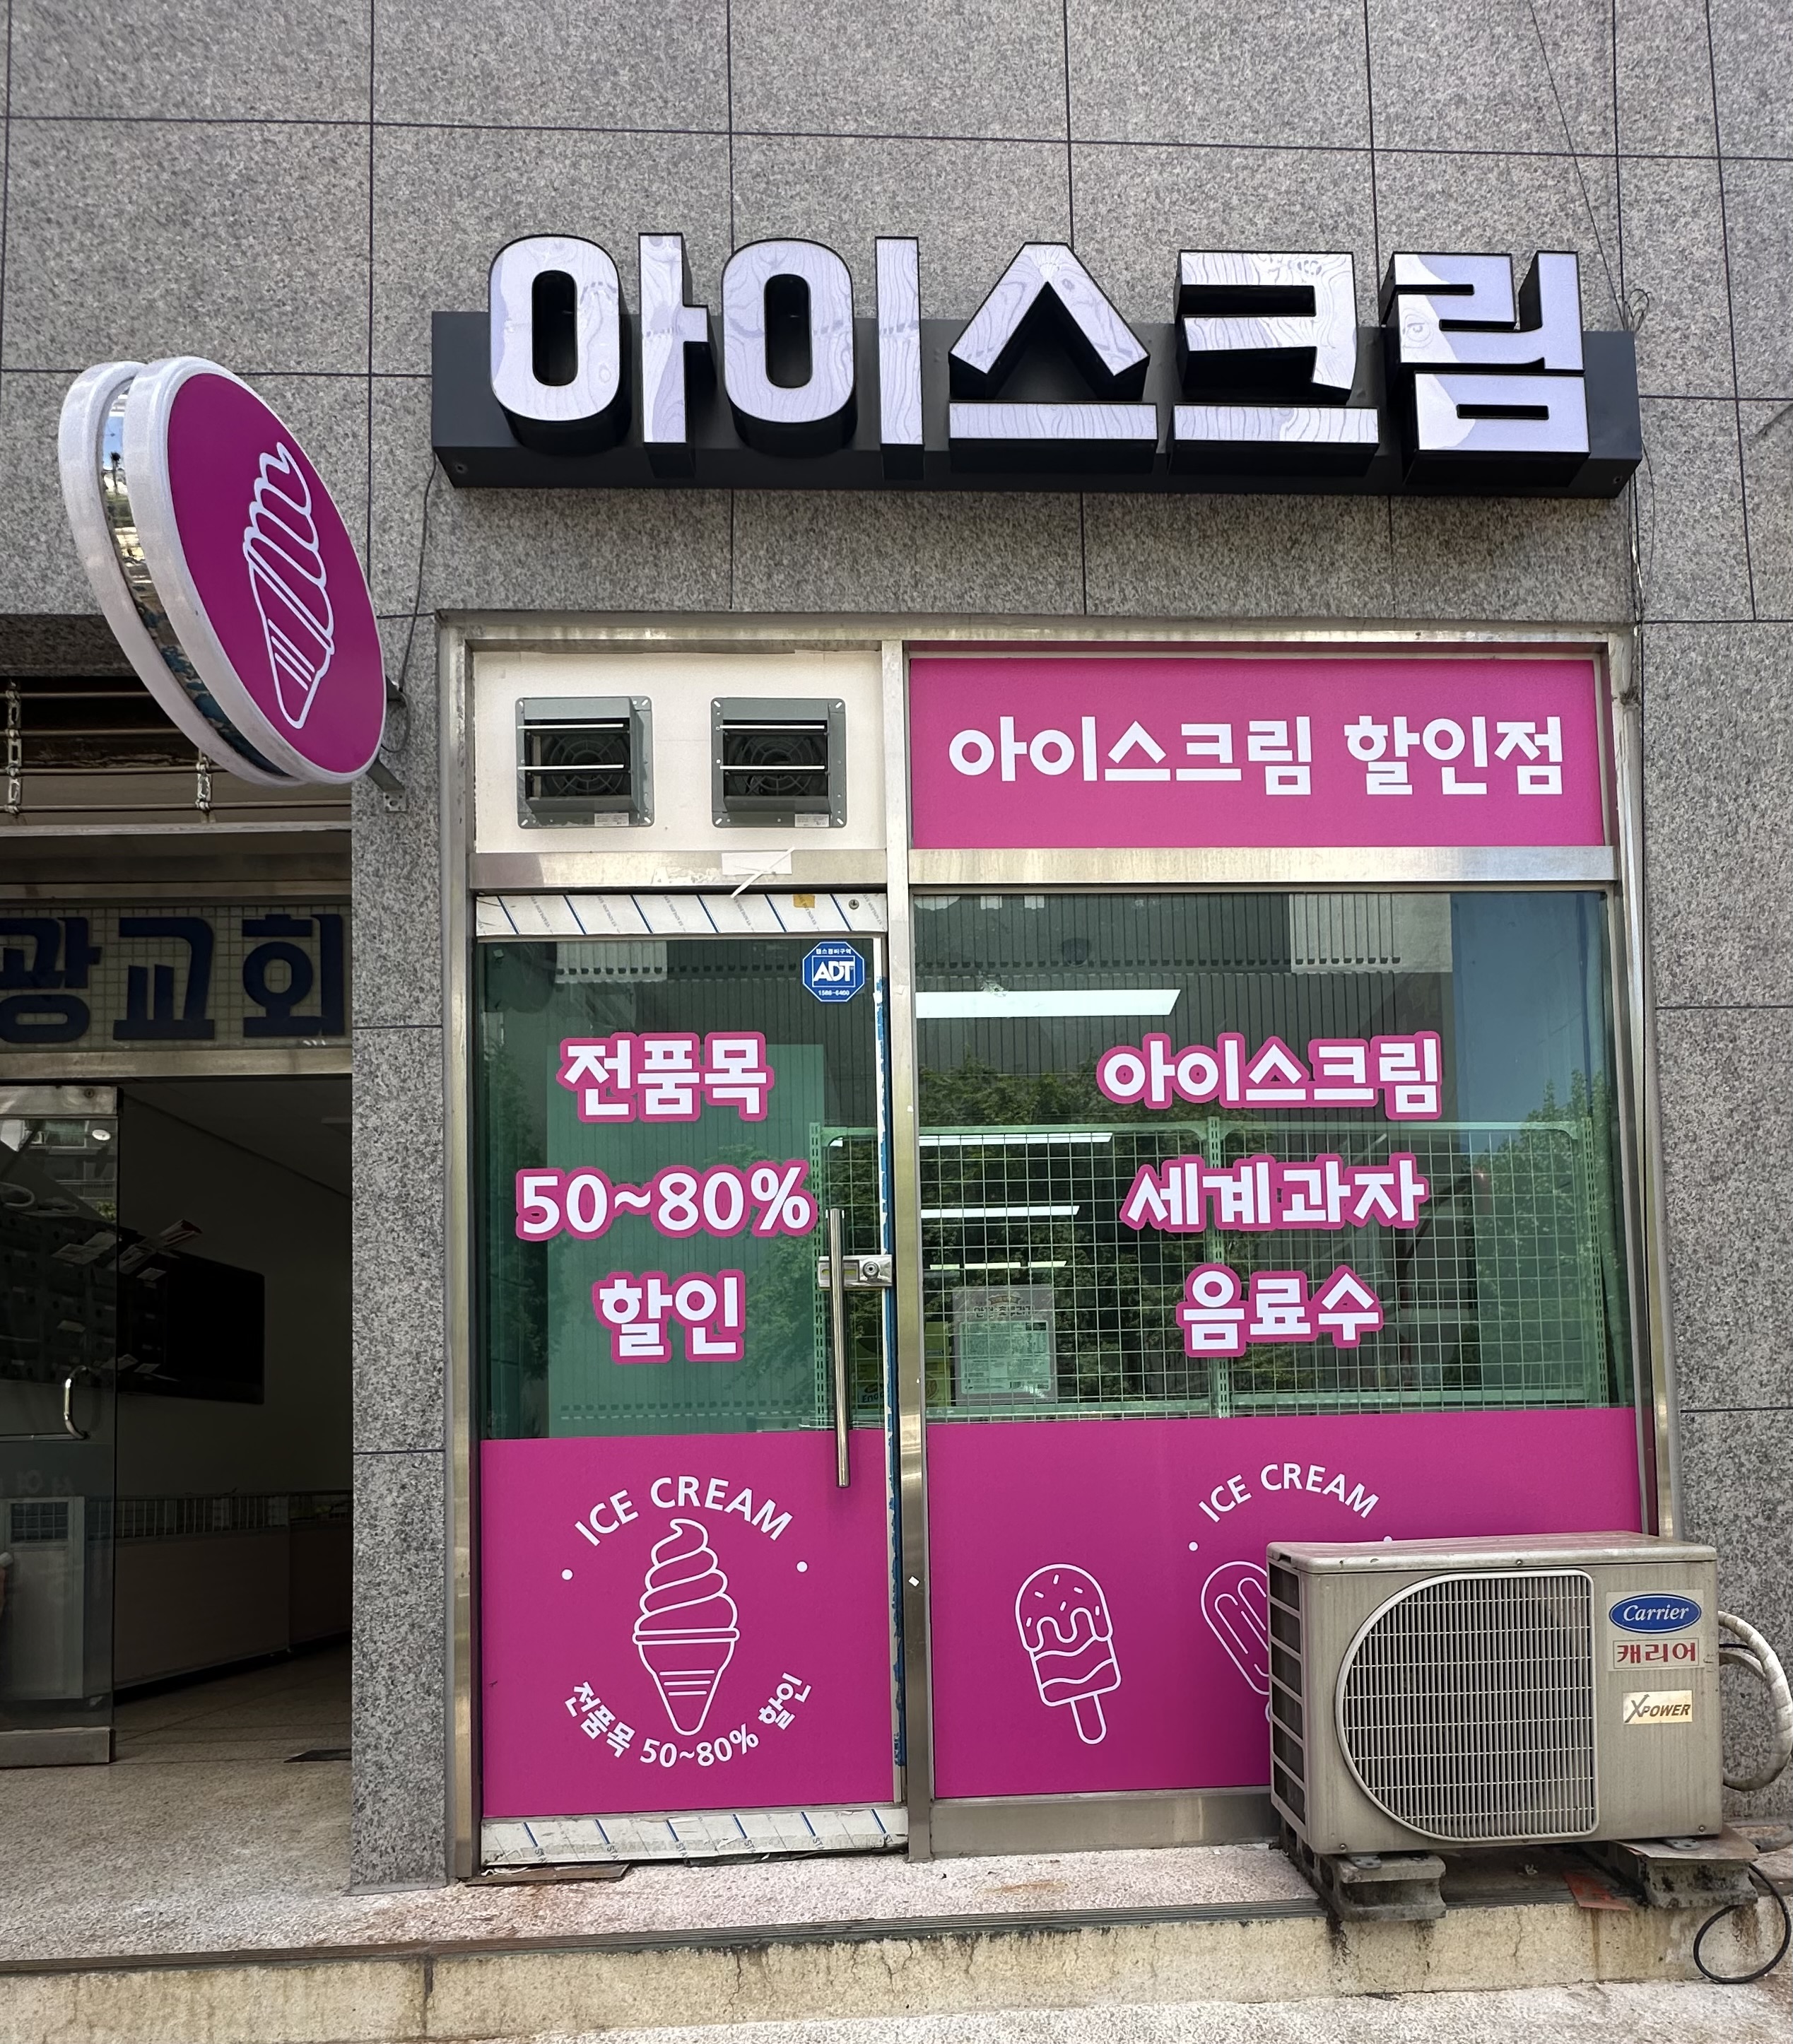 아이스크림
아이스크림 할인점
광교회
ADT
전품목
50~80%
할인
아이스크림
세계과자
음료수
ICE CREAM
전품목 50~80% 할인
ICE CREAM
Carrier
캐리어
XPOWER